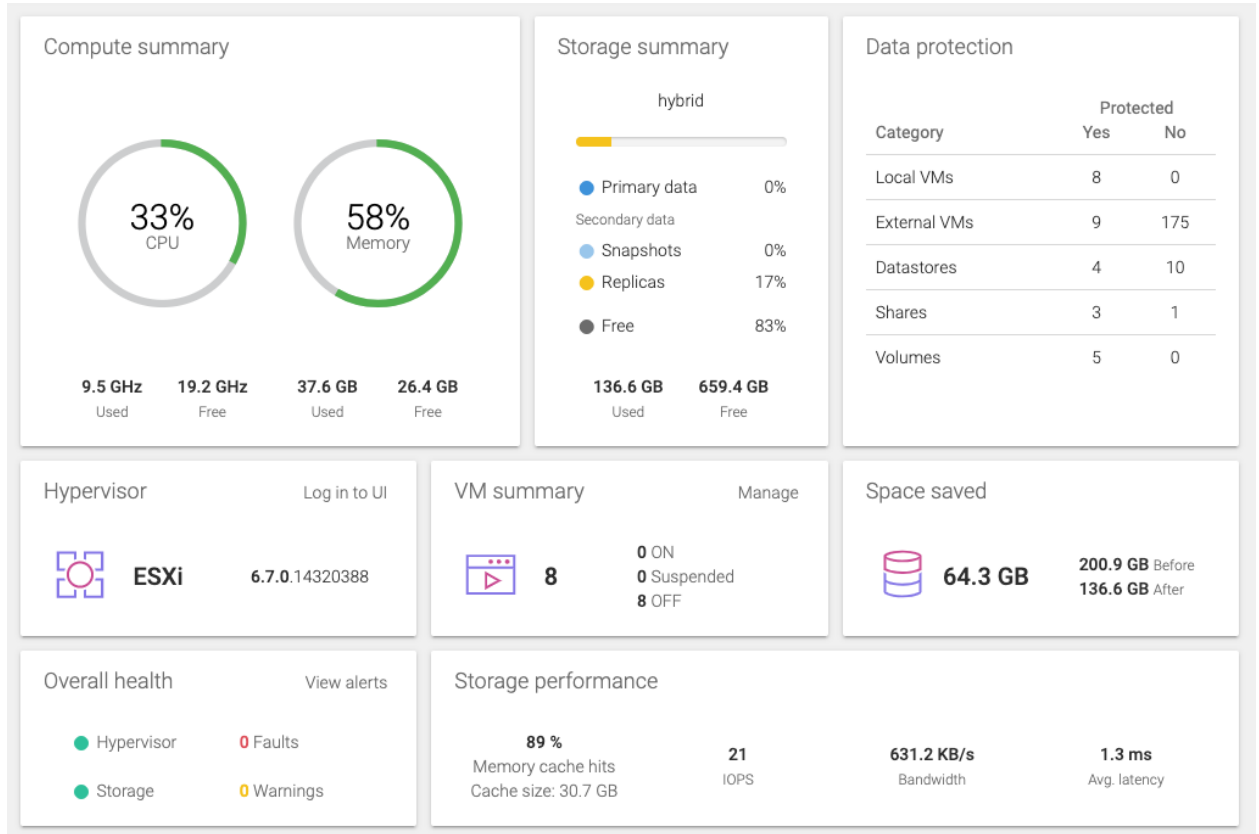 Compute summary
33%
CPU
58%
Memory
9.5 GHz 19.2 GHz 37.6 GB 26.4 GB
Used Free Used Free
Storage summary
hybrid
Primary data 0%
Secondary data
Snapshots 0%
Replicas 17%
Free 83%
136.6 GB 659.4 GB
Used Free
Data protection
Protected
Category Yes No
Local VMs 8 0
External VMs 9 175
Datastores 4 10
Shares 3 1
Volumes 5 0
Hypervisor Log in to UI
ESXi 6.7.0.14320388
VM summary Manage
8
0 ON
0 Suspended
8 OFF
Space saved
64.3 GB
200.9 GB Before
136.6 GB After
Overall health View alerts
Hypervisor 0 Faults
Storage 0 Warnings
Storage performance
89 %
Memory cache hits
Cache size: 30.7 GB
21
IOPS
631.2 KB/s
Bandwidth
1.3 ms
Avg. latency